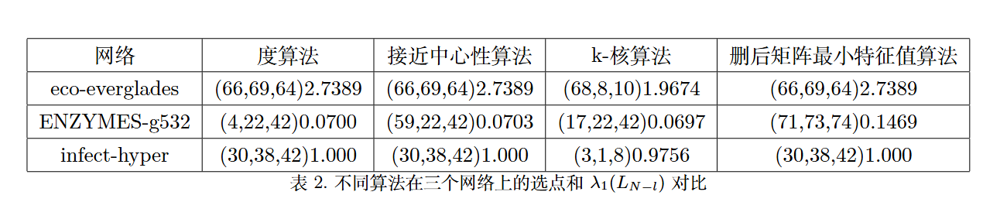 网络 度算法 接近中心性算法 k-核算法 删后矩阵最小特征值算法
eco-everglades (66,69,64)2.7389 (66,69,64)2.7389 (68,8,10)1.9674 (66,69,64)2.7389
ENZYMES-g532 (4,22,42)0.0700 (59,22,42)0.0703 (17,22,42)0.0697 (71,73,74)0.1469
infect-hyper (30,38,42)1.000 (30,38,42)1.000 (3,1,8)0.9756 (30,38,42)1.000
表 2. 不同算法在三个网络上的选点和 λ₁(L_{N−l}) 对比